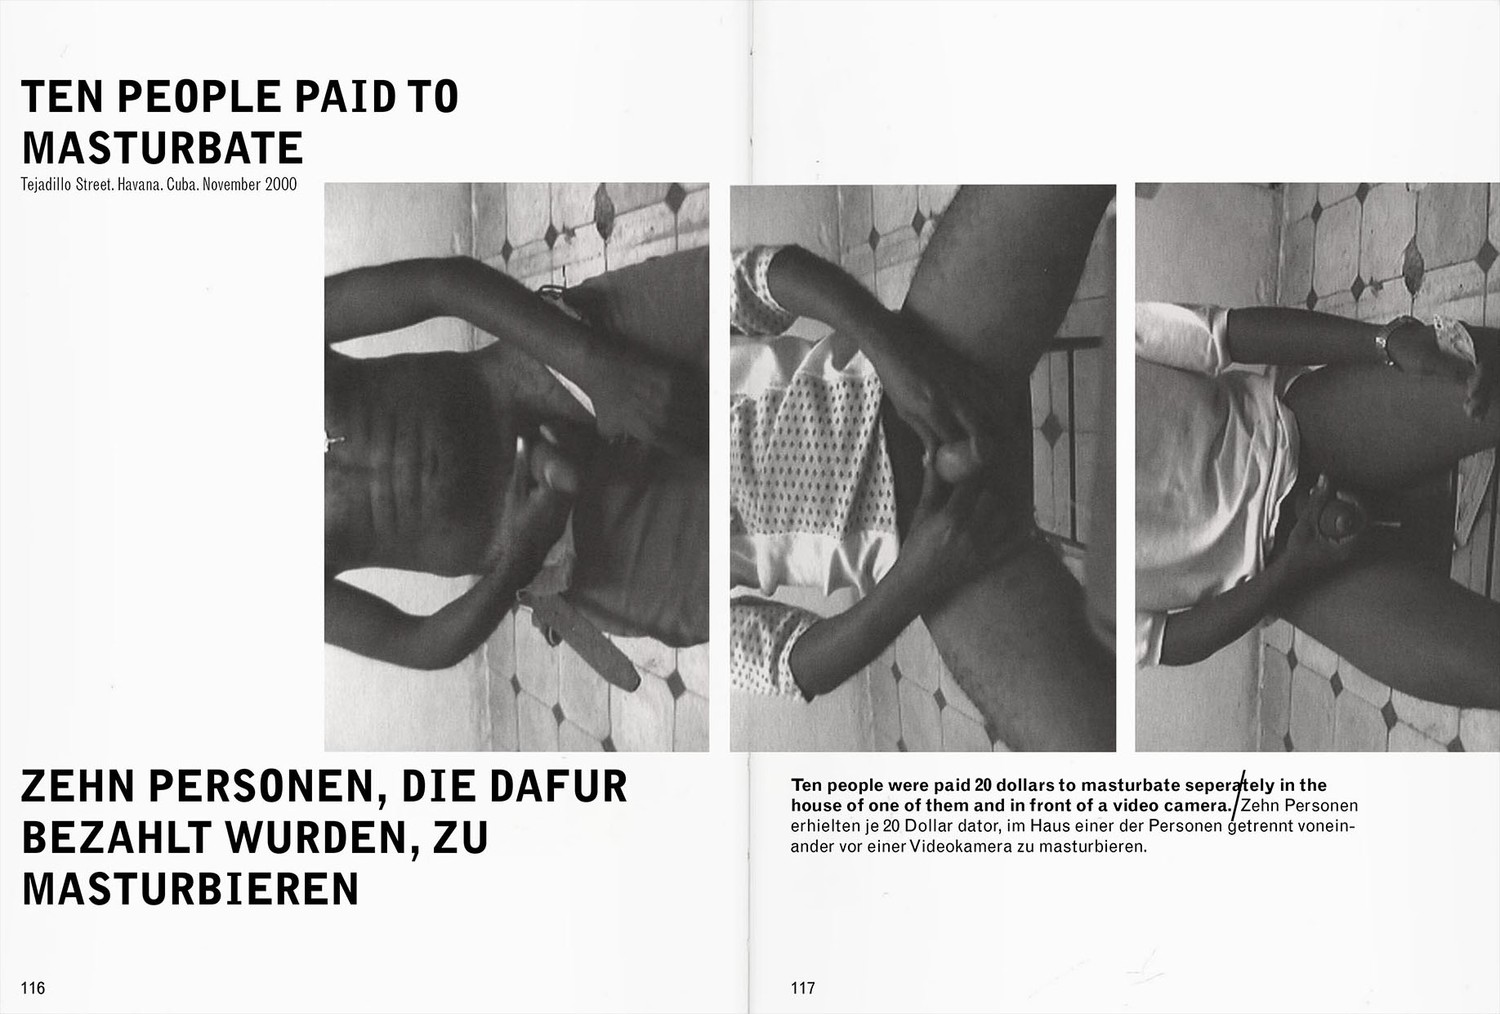 TEN PEOPLE PAID TO
MASTURBATE
Tejadillo Street. Havana. Cuba. November 2000
ZEHN PERSONEN, DIE DAFUR
BEZAHLT WURDEN, ZU
MASTURBIEREN
116
Ten people were paid 20 dollars to masturbate seperately in the
house of one of them and in front of a video camera./Zehn Personen
erhielten je 20 Dollar dator, im Haus einer der Personen getrennt vonein-
ander vor einer Videokamera zu masturbieren.
117